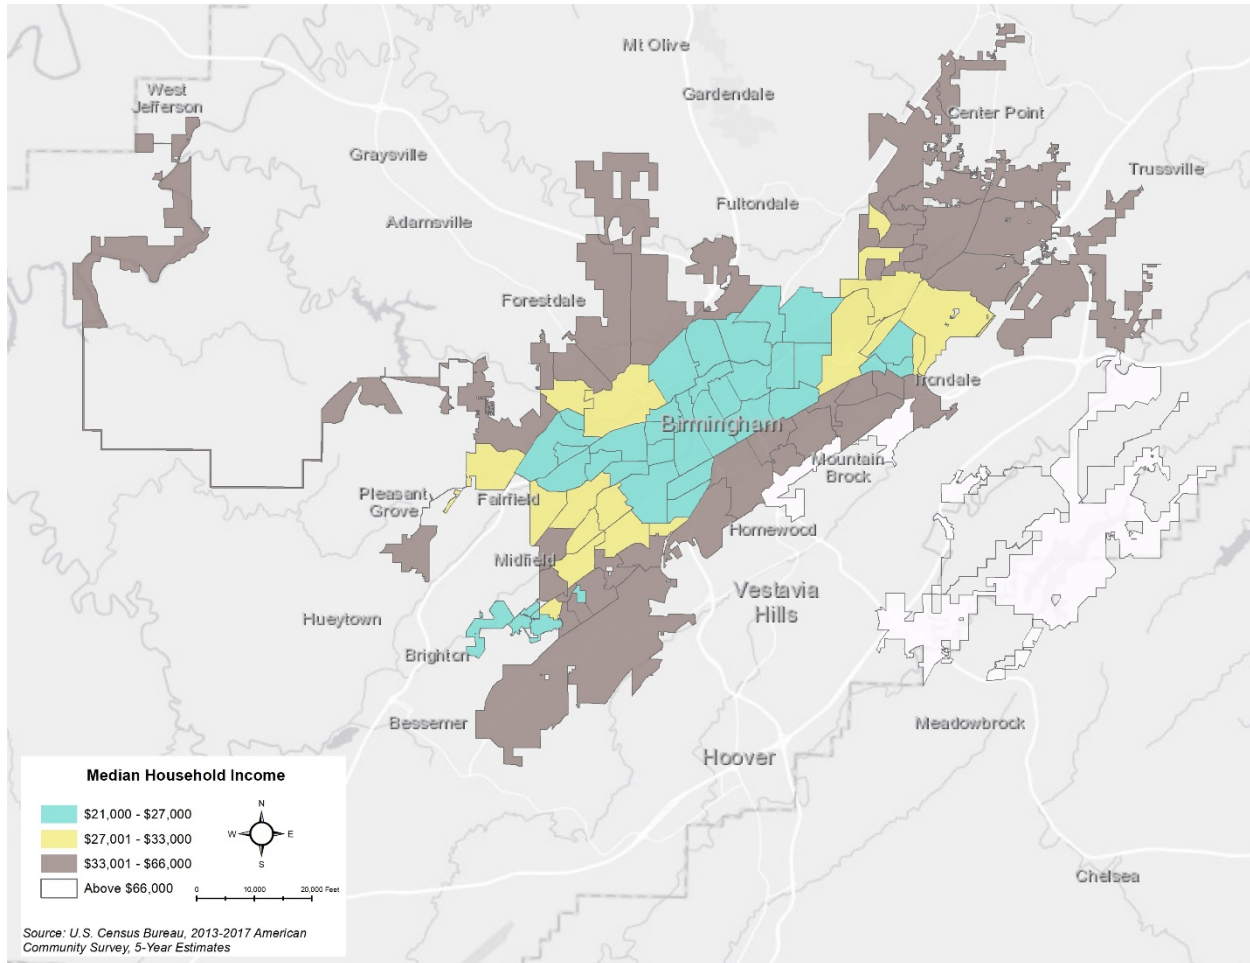 Mt Olive
West
Jefferson
Gardendale
Center Point
Graysville
Trussville
Fultondale
Adamsville
Forestdale
Irondale
Birmingham
Mountain
Brook
Pleasant
Grove
Fairfield
Homewood
Midfield
Vestavia
Hills
Hueytown
Brighton
Bessemer
Meadowbrook
Hoover
Chelsea
Median Household Income
$21,000 - $27,000
$27,001 - $33,000
$33,001 - $66,000
Above $66,000
N
W E
S
0 10,000 20,000 Feet
Source: U.S. Census Bureau, 2013-2017 American
Community Survey, 5-Year Estimates